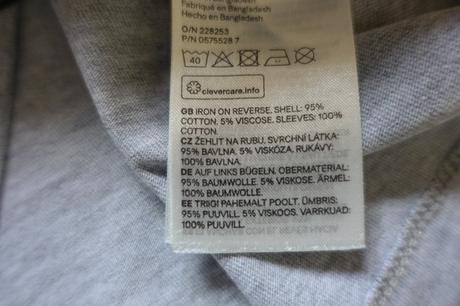 Fabriqué en Bangladesh
Hecho en Bangladesh
O/N 228253
P/N 0575528 7
40
clevercare.info
GB IRON ON REVERSE. SHELL: 95%
COTTON. 5% VISCOSE. SLEEVES: 100%
COTTON.
CZ ŽEHLIT NA RUBU. SVRCHNÍ LÁTKA:
95% BAVLNA. 5% VISKÓZA. RUKÁVY:
100% BAVLNA.
DE AUF LINKS BÜGELN. OBERMATERIAL:
95% BAUMWOLLE. 5% VISKOSE. ÄRMEL:
100% BAUMWOLLE.
EE TRIIGI PAHEMALT POOLT. ÜMBRIS:
95% PUUVILL. 5% VISKOOS. VARRKUAD:
100% PUUVILL.